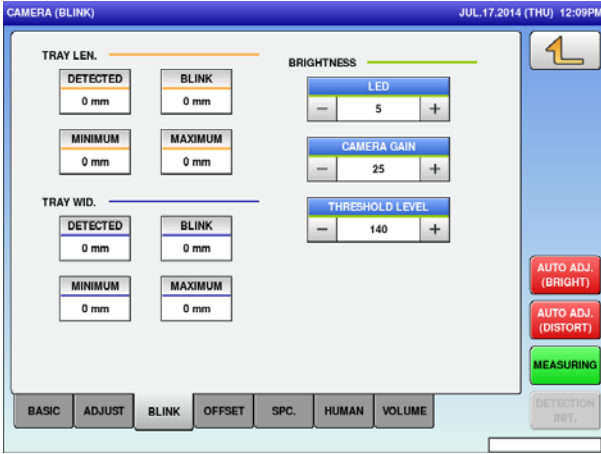 CAMERA (BLINK)
JUL.17.2014 (THU) 12:09PM
TRAY LEN.
DETECTED
0 mm
BLINK
0 mm
MINIMUM
0 mm
MAXIMUM
0 mm
TRAY WID.
DETECTED
0 mm
BLINK
0 mm
MINIMUM
0 mm
MAXIMUM
0 mm
BRIGHTNESS
LED
− 5 +
CAMERA GAIN
− 25 +
THRESHOLD LEVEL
− 140 +
AUTO ADJ.
(BRIGHT)
AUTO ADJ.
(DISTORT)
MEASURING
DETECTION
INIT.
BASIC
ADJUST
BLINK
OFFSET
SPC.
HUMAN
VOLUME